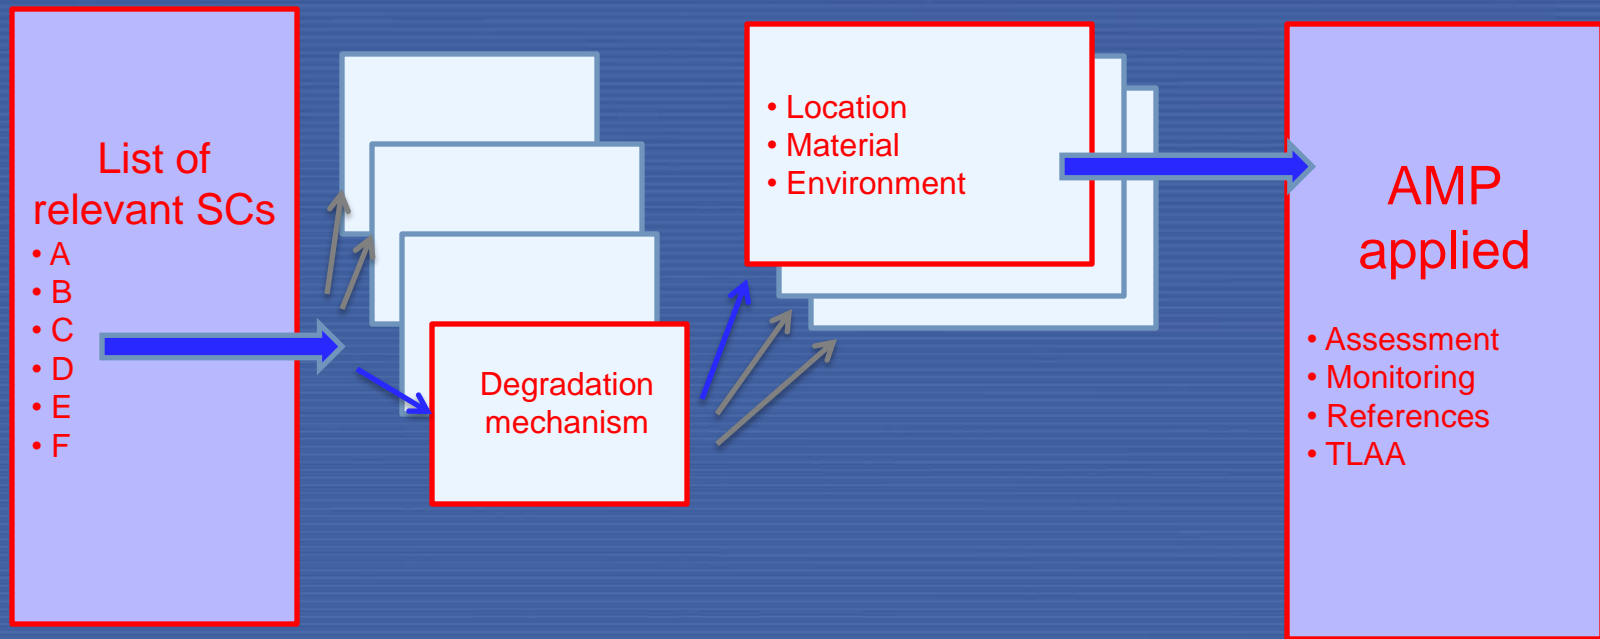 List of
relevant SCs
• A
• B
• C
• D
• E
• F
Degradation
mechanism
• Location
• Material
• Environment
AMP
applied
• Assessment
• Monitoring
• References
• TLAA